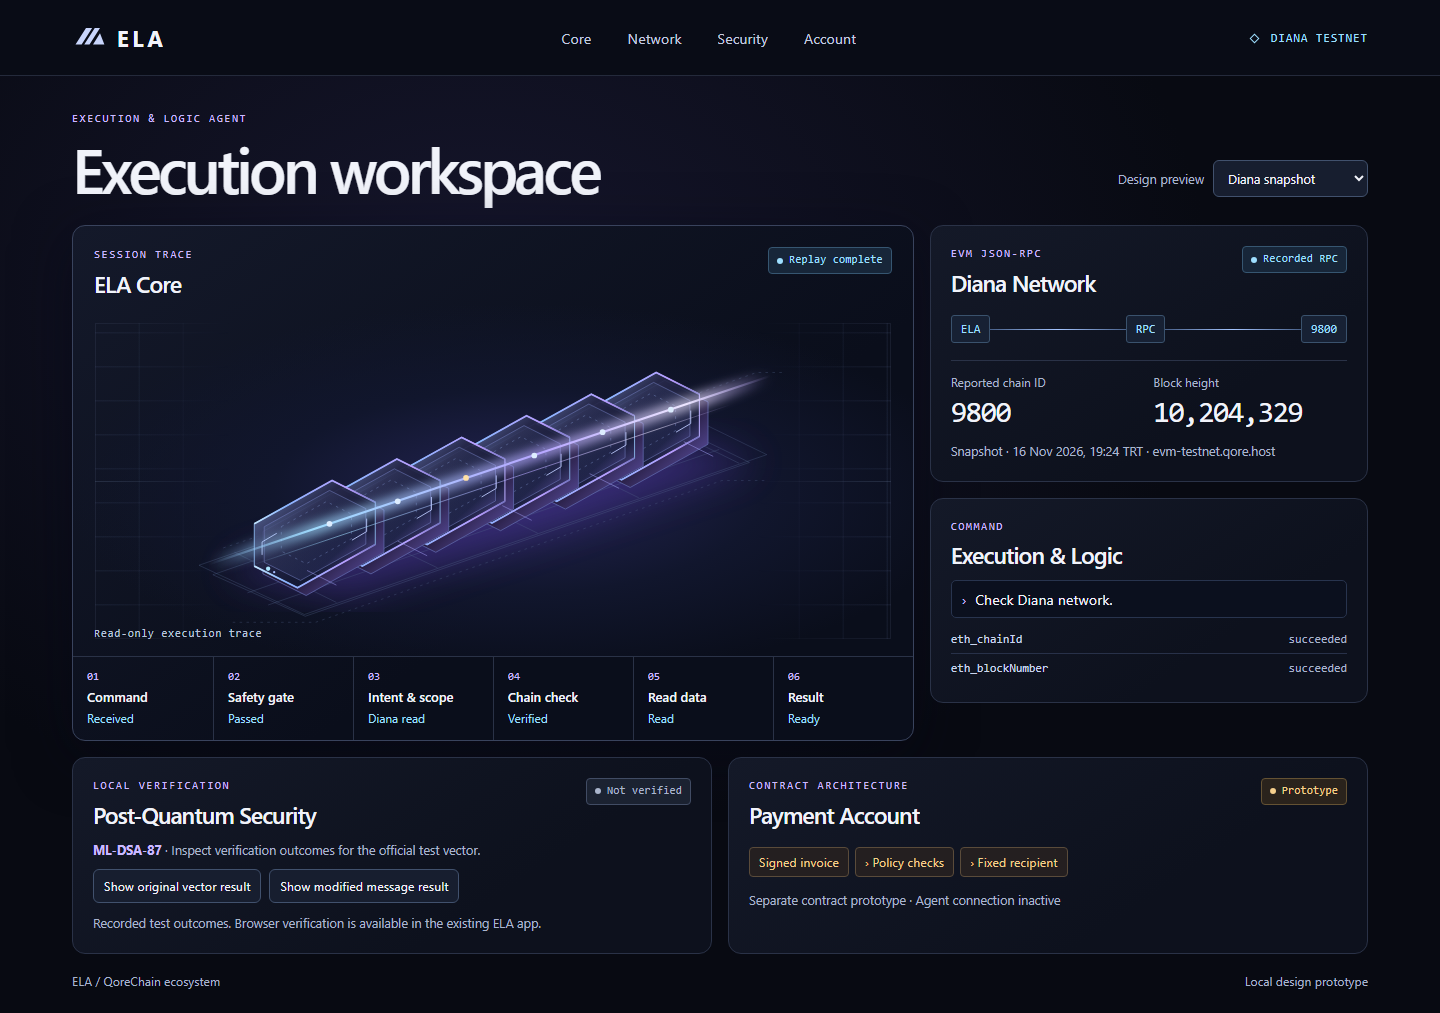 ELA
Core Network Security Account
DIANA TESTNET
EXECUTION & LOGIC AGENT
Execution workspace
Design preview Diana snapshot
SESSION TRACE
ELA Core
Replay complete
Read-only execution trace
01
Command
Received
02
Safety gate
Passed
03
Intent & scope
Diana read
04
Chain check
Verified
05
Read data
Read
06
Result
Ready
EVM JSON-RPC
Diana Network
Recorded RPC
ELA RPC 9800
Reported chain ID
9800
Block height
10,204,329
Snapshot · 16 Nov 2026, 19:24 TRT · evm-testnet.qore.host
COMMAND
Execution & Logic
› Check Diana network.
eth_chainId succeeded
eth_blockNumber succeeded
LOCAL VERIFICATION
Post-Quantum Security
Not verified
ML-DSA-87 · Inspect verification outcomes for the official test vector.
Show original vector result Show modified message result
Recorded test outcomes. Browser verification is available in the existing ELA app.
CONTRACT ARCHITECTURE
Payment Account
Prototype
Signed invoice › Policy checks › Fixed recipient
Separate contract prototype · Agent connection inactive
ELA / QoreChain ecosystem
Local design prototype